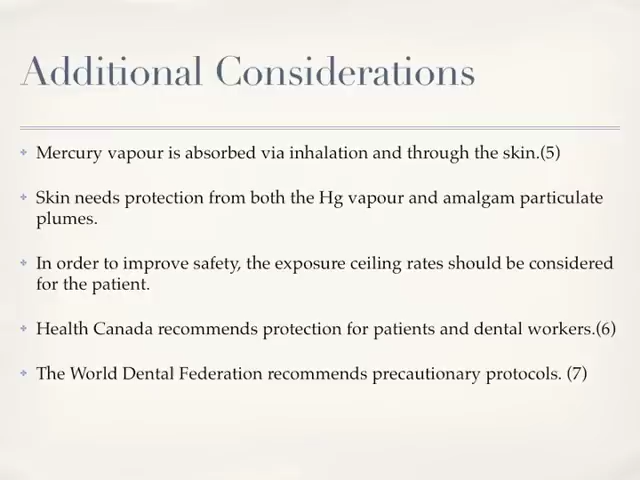 Additional Considerations
Mercury vapour is absorbed via inhalation and through the skin.(5)
Skin needs protection from both the Hg vapour and amalgam particulate
plumes.
In order to improve safety, the exposure ceiling rates should be considered
for the patient.
Health Canada recommends protection for patients and dental workers.(6)
The World Dental Federation recommends precautionary protocols. (7)